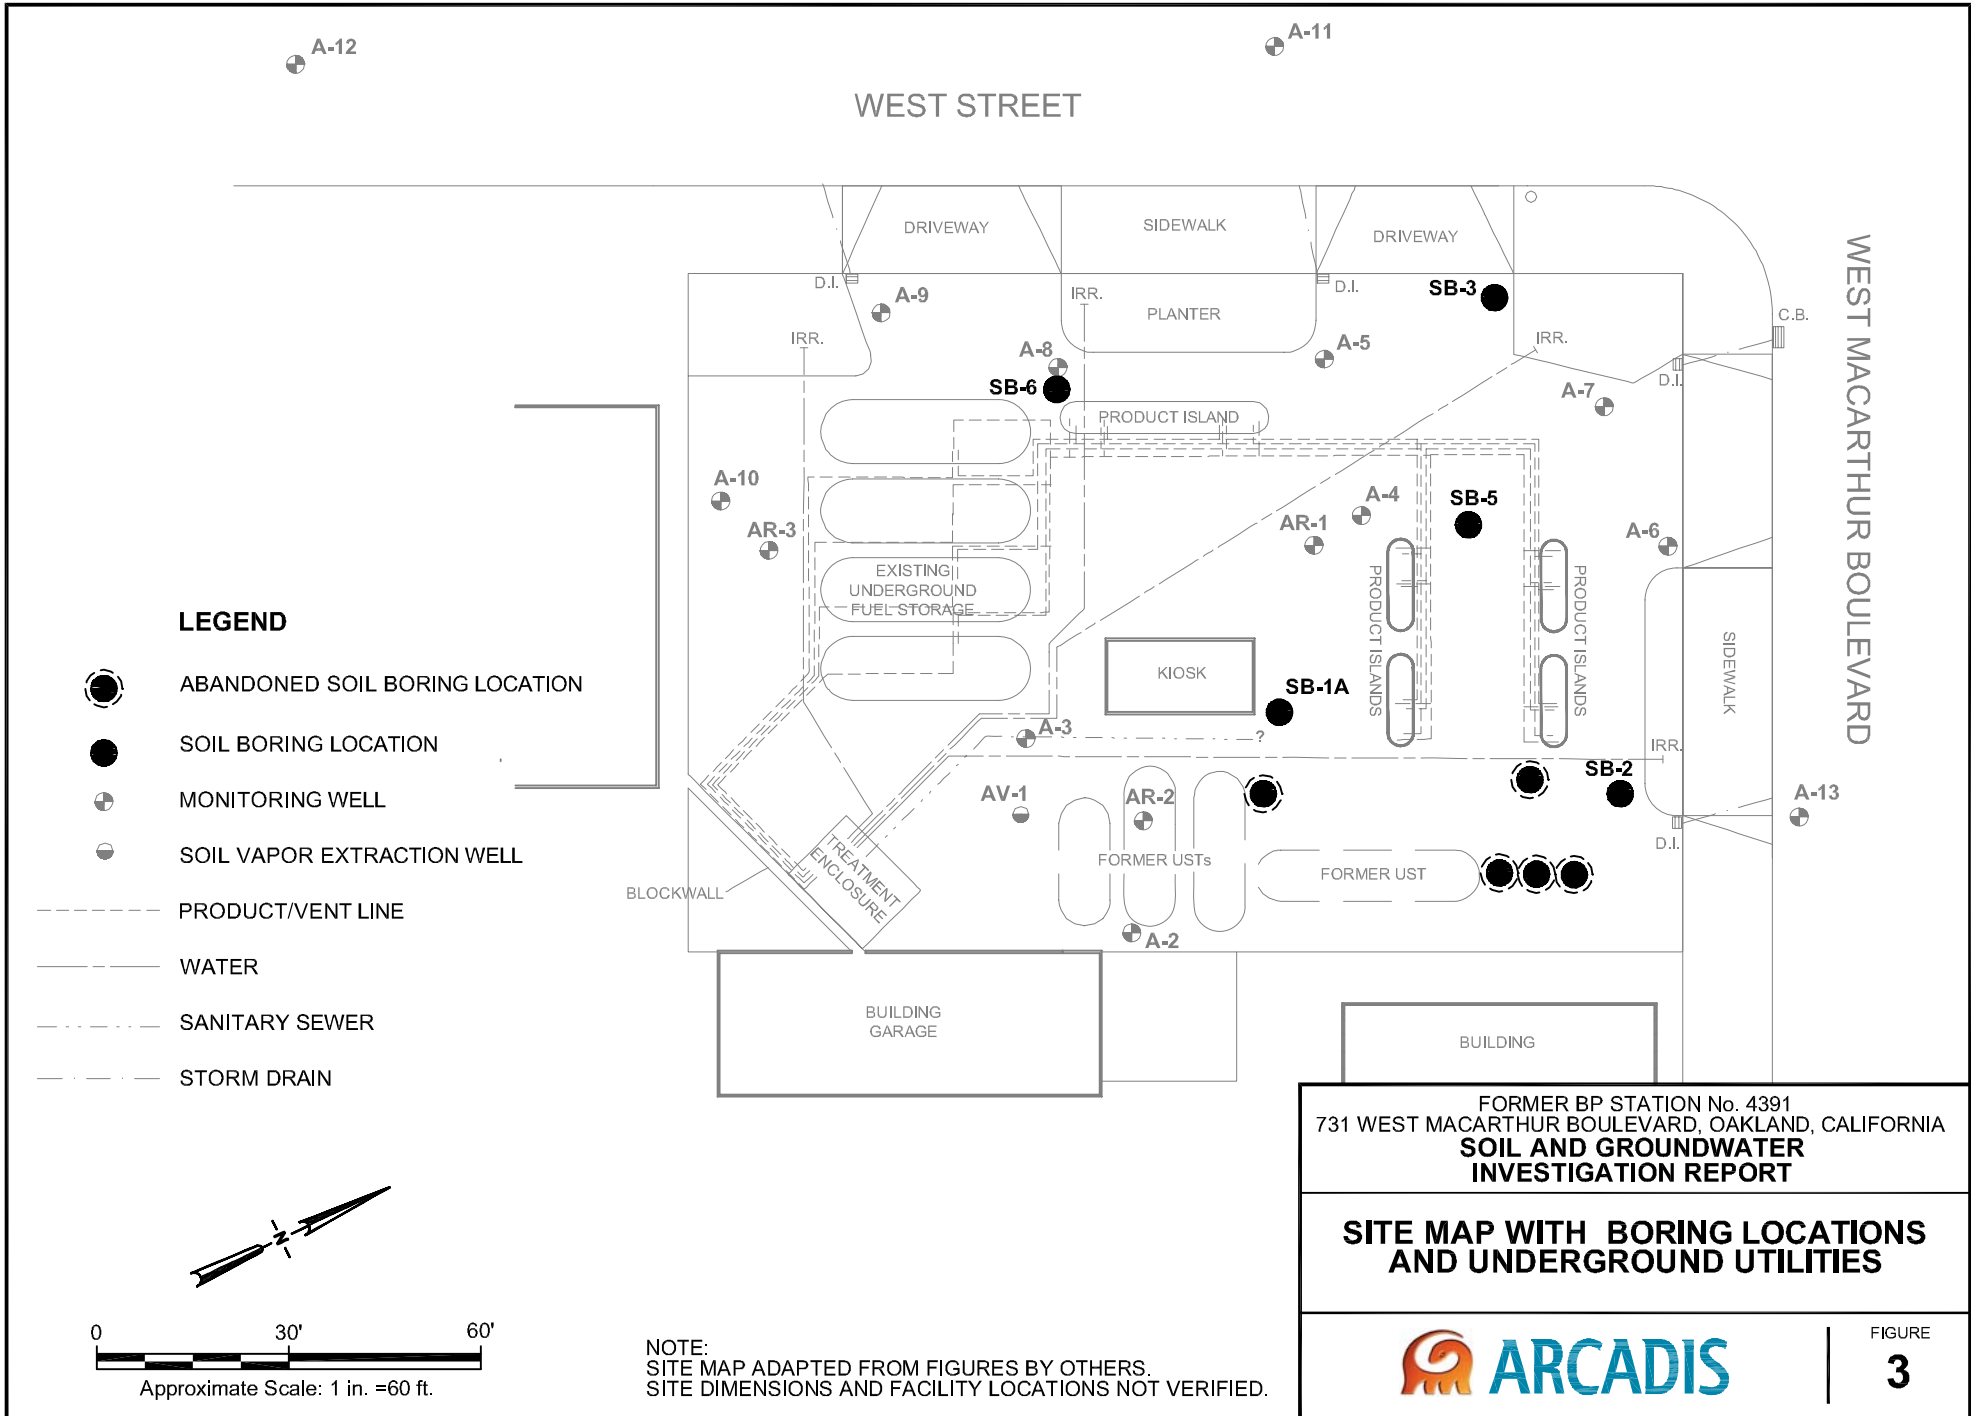 A-12
A-11
WEST STREET
DRIVEWAY
SIDEWALK
DRIVEWAY
WEST MACARTHUR BOULEVARD
D.I.
A-9
IRR.
PLANTER
D.I.
SB-3
C.B.
IRR.
A-8
A-5
IRR.
D.I.
SB-6
A-7
PRODUCT ISLAND
A-10
A-4
SB-5
AR-3
AR-1
A-6
EXISTING
UNDERGROUND
FUEL STORAGE
PRODUCT ISLANDS
PRODUCT ISLANDS
SIDEWALK
KIOSK
SB-1A
A-3
?
IRR.
SB-2
AV-1
AR-2
A-13
D.I.
TREATMENT
ENCLOSURE
FORMER USTs
FORMER UST
BLOCKWALL
A-2
BUILDING
GARAGE
BUILDING
LEGEND
ABANDONED SOIL BORING LOCATION
SOIL BORING LOCATION
MONITORING WELL
SOIL VAPOR EXTRACTION WELL
PRODUCT/VENT LINE
WATER
SANITARY SEWER
STORM DRAIN
N
0 30' 60'
Approximate Scale: 1 in. =60 ft.
NOTE:
SITE MAP ADAPTED FROM FIGURES BY OTHERS.
SITE DIMENSIONS AND FACILITY LOCATIONS NOT VERIFIED.
FORMER BP STATION No. 4391
731 WEST MACARTHUR BOULEVARD, OAKLAND, CALIFORNIA
SOIL AND GROUNDWATER
INVESTIGATION REPORT
SITE MAP WITH BORING LOCATIONS
AND UNDERGROUND UTILITIES
ARCADIS
FIGURE
3